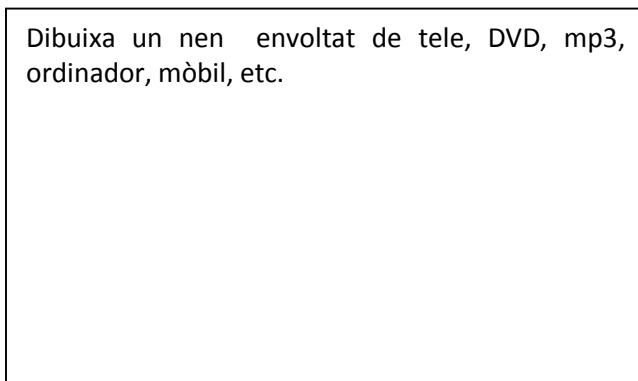 Dibuixa un nen  envoltat de tele, DVD, mp3,
ordinador, mòbil, etc.